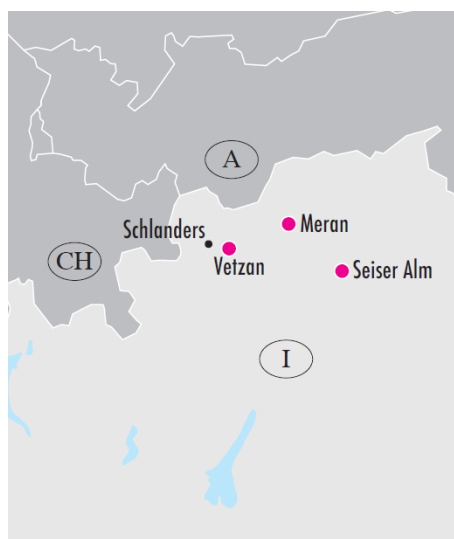 A
Schlanders
Meran
CH
Vetzan
Seiser Alm
I